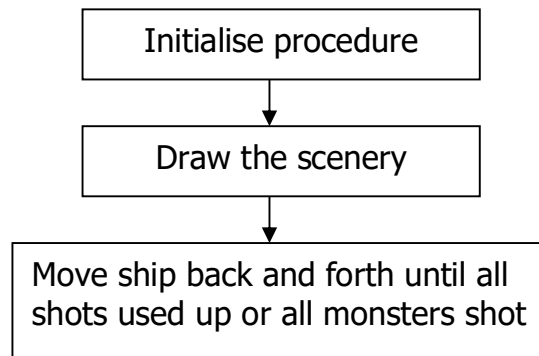 Initialise procedure
Draw the scenery
Move ship back and forth until all
shots used up or all monsters shot